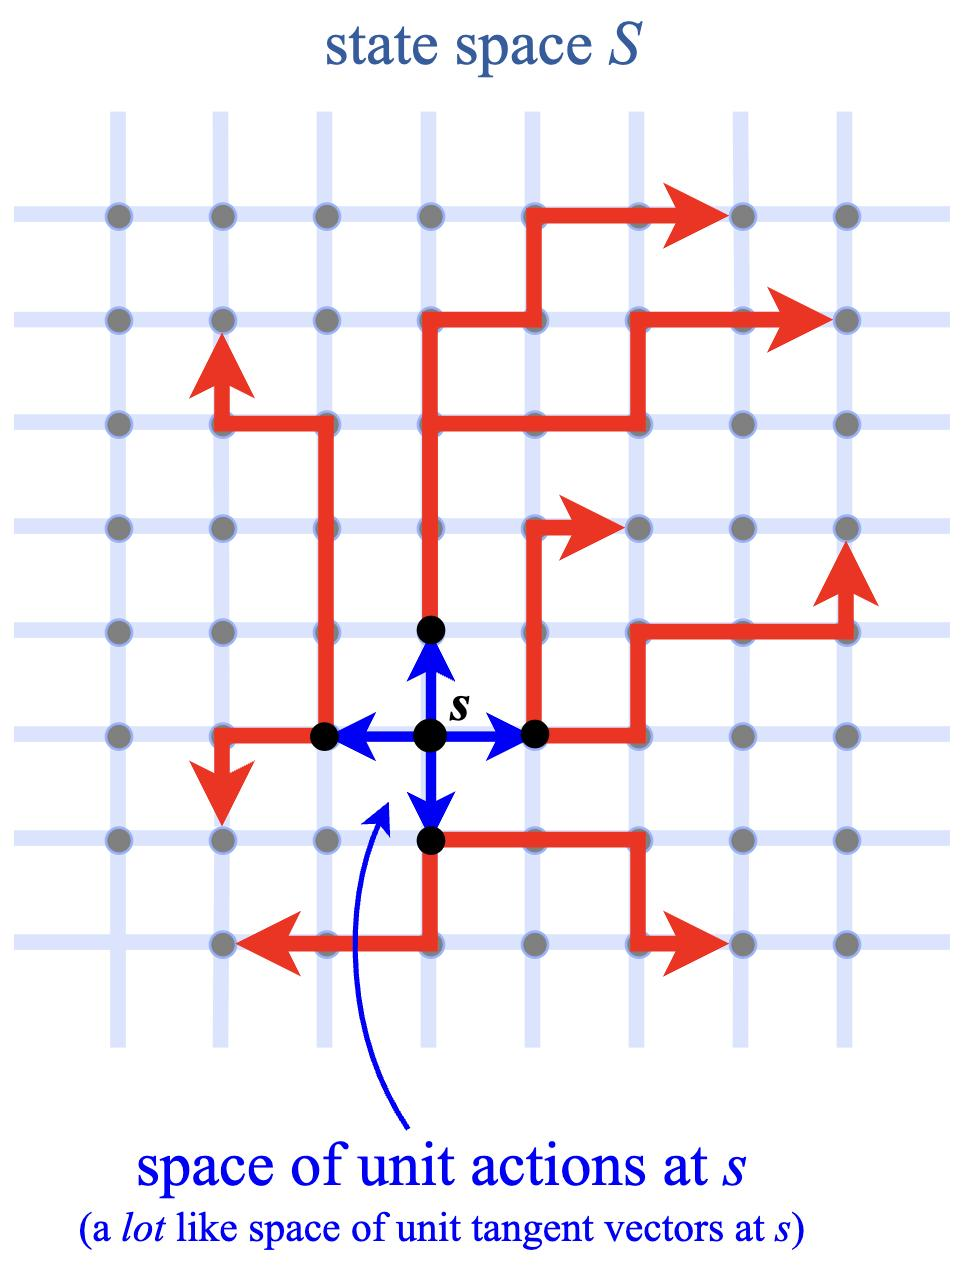 state space S
s
space of unit actions at s
(a lot like space of unit tangent vectors at s)